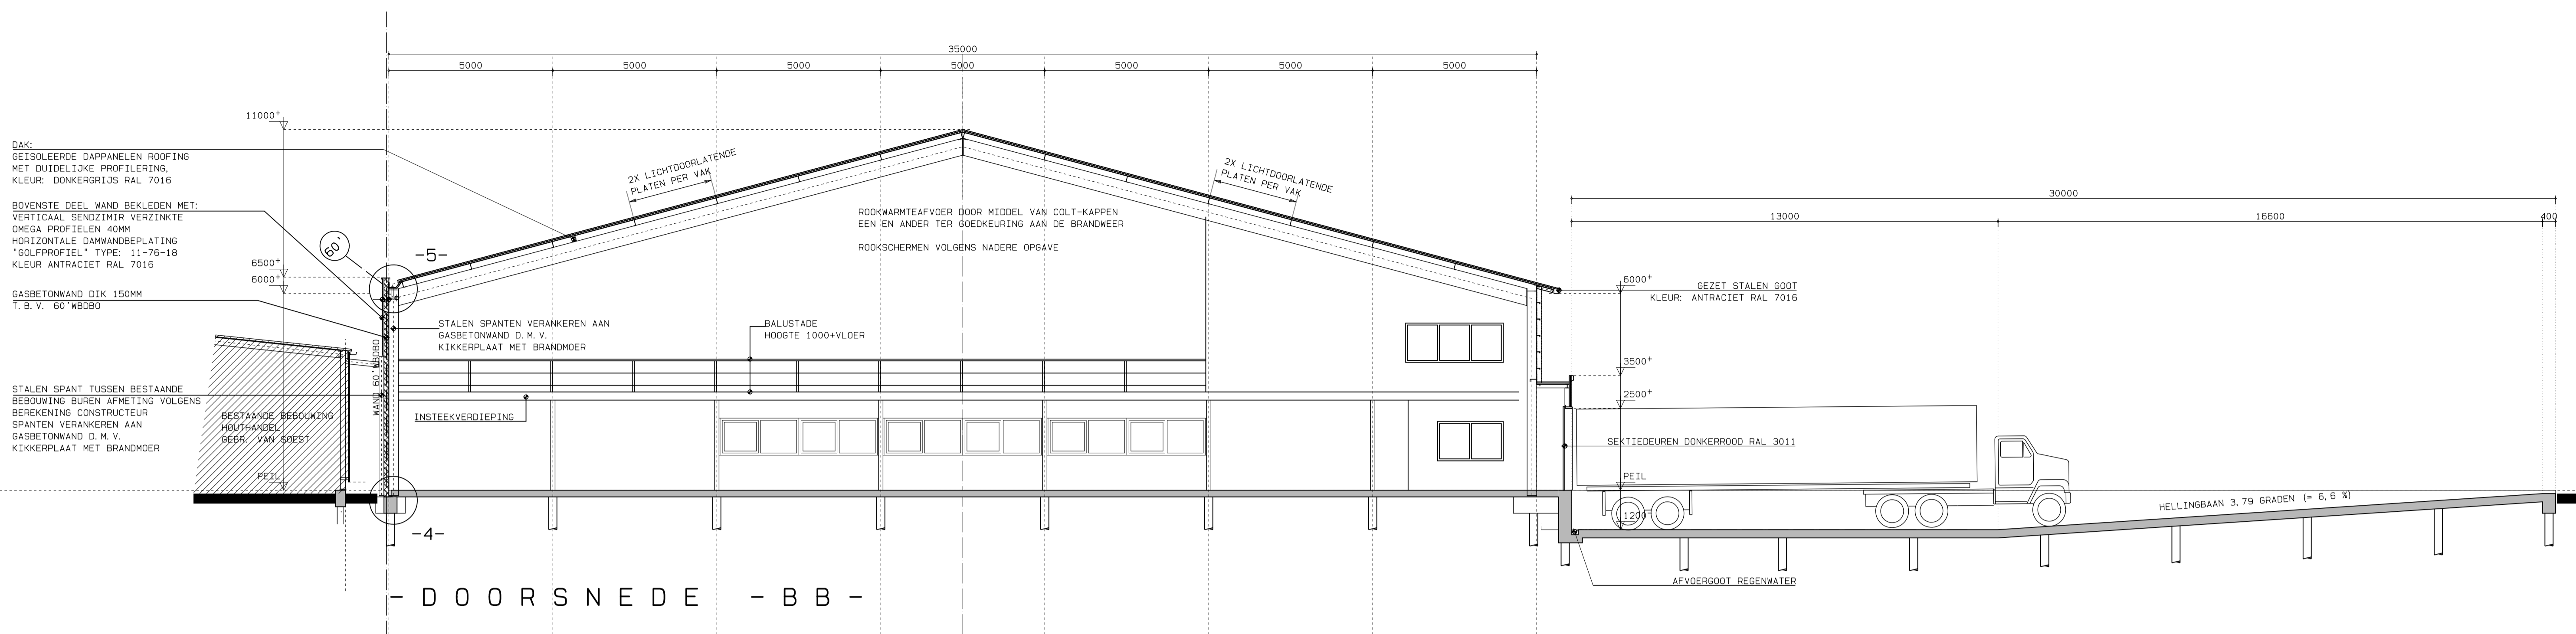 35000
5000 5000 5000 5000 5000 5000 5000
11000+
DAK:
GEISOLEERDE DAPPANELEN ROOFING
MET DUIDELIJKE PROFILERING,
KLEUR: DONKERGRIJS RAL 7016
BOVENSTE DEEL WAND BEKLEDEN MET:
VERTICAAL SENDZIMIR VERZINKTE
OMEGA PROFIELEN 40MM
HORIZONTALE DAMWANDBEPLATING
"GOLFPROFIEL" TYPE: 11-76-18
KLEUR ANTRACIET RAL 7016
GASBETONWAND DIK 150MM
T.B.V. 60'WBDBO
STALEN SPANT TUSSEN BESTAANDE
BEBOUWING BUREN AFMETING VOLGENS
BEREKENING CONSTRUCTEUR
SPANTEN VERANKEREN AAN
GASBETONWAND D.M.V.
KIKKERPLAAT MET BRANDMOER
6500+
6000+
60'
-5-
WAND 60'WBDBO
BESTAANDE BEBOUWING
HOUTHANDEL
GEBR. VAN SOEST
PEIL
-4-
2X LICHTDOORLATENDE
PLATEN PER VAK
2X LICHTDOORLATENDE
PLATEN PER VAK
ROOKWARMTEAFVOER DOOR MIDDEL VAN COLT-KAPPEN
EEN EN ANDER TER GOEDKEURING AAN DE BRANDWEER
ROOKSCHERMEN VOLGENS NADERE OPGAVE
STALEN SPANTEN VERANKEREN AAN
GASBETONWAND D.M.V.
KIKKERPLAAT MET BRANDMOER
BALUSTADE
HOOGTE 1000+VLOER
INSTEEKVERDIEPING
30000
13000 16600 400
6000+
GEZET STALEN GOOT
KLEUR: ANTRACIET RAL 7016
3500+
2500+
SEKTIEDEUREN DONKERROOD RAL 3011
PEIL
1200-
HELLINGBAAN 3,79 GRADEN (= 6,6 %)
AFVOERGOOT REGENWATER
-DOORSNEDE -BB-